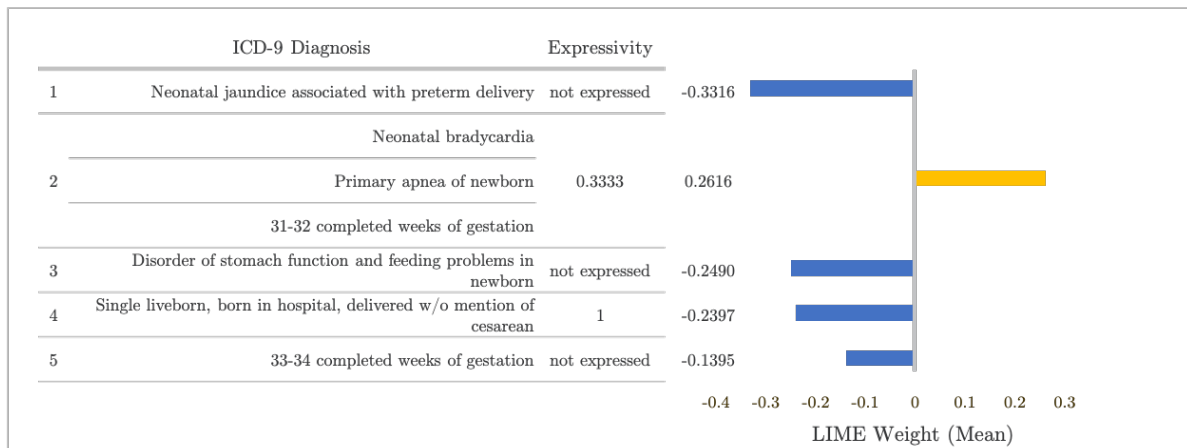 ICD-9 Diagnosis Expressivity
1 Neonatal jaundice associated with preterm delivery not expressed -0.3316
Neonatal bradycardia
2 Primary apnea of newborn 0.3333 0.2616
31-32 completed weeks of gestation
Disorder of stomach function and feeding problems in
3 not expressed -0.2490
newborn
Single liveborn, born in hospital, delivered w/o mention of
4 1 -0.2397
cesarean
5 33-34 completed weeks of gestation not expressed -0.1395
-0.4 -0.3 -0.2 -0.1 0 0.1 0.2 0.3
LIME Weight (Mean)